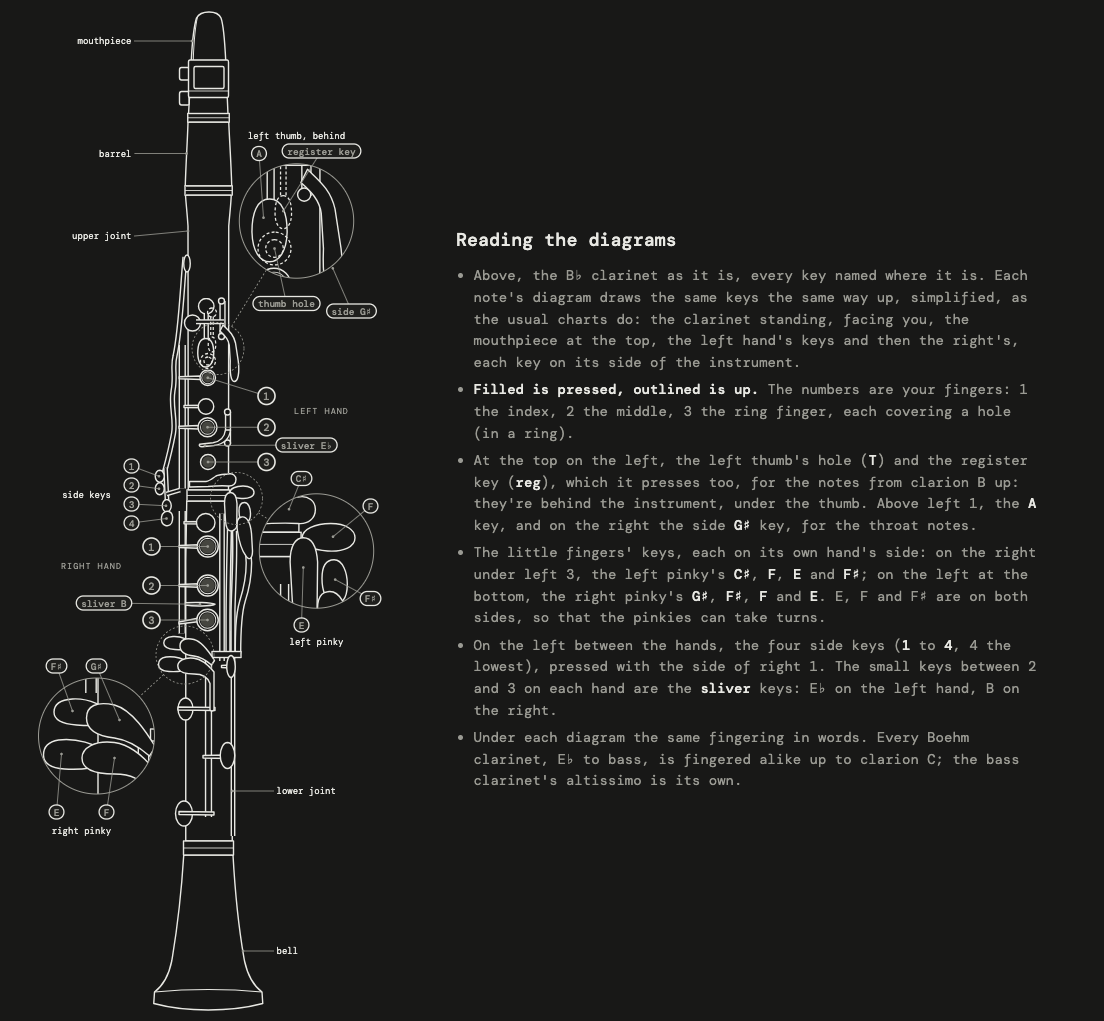 mouthpiece
left thumb, behind
A
register key
barrel
upper joint
thumb hole
side G♯
1
LEFT HAND
2
sliver E♭
3
1
2
side keys
3
4
C♯
F
1
RIGHT HAND
2
sliver B
3
F♯
E
left pinky
F♯
G♯
E
F
right pinky
lower joint
bell
Reading the diagrams
• Above, the B♭ clarinet as it is, every key named where it is. Each
note's diagram draws the same keys the same way up, simplified, as
the usual charts do: the clarinet standing, facing you, the
mouthpiece at the top, the left hand's keys and then the right's,
each key on its side of the instrument.
• Filled is pressed, outlined is up. The numbers are your fingers: 1
the index, 2 the middle, 3 the ring finger, each covering a hole
(in a ring).
• At the top on the left, the left thumb's hole (T) and the register
key (reg), which it presses too, for the notes from clarion B up:
they're behind the instrument, under the thumb. Above left 1, the A
key, and on the right the side G♯ key, for the throat notes.
• The little fingers' keys, each on its own hand's side: on the right
under left 3, the left pinky's C♯, F, E and F♯; on the left at the
bottom, the right pinky's G♯, F♯, F and E. E, F and F♯ are on both
sides, so that the pinkies can take turns.
• On the left between the hands, the four side keys (1 to 4, 4 the
lowest), pressed with the side of right 1. The small keys between 2
and 3 on each hand are the sliver keys: E♭ on the left hand, B on
the right.
• Under each diagram the same fingering in words. Every Boehm
clarinet, E♭ to bass, is fingered alike up to clarion C; the bass
clarinet's altissimo is its own.